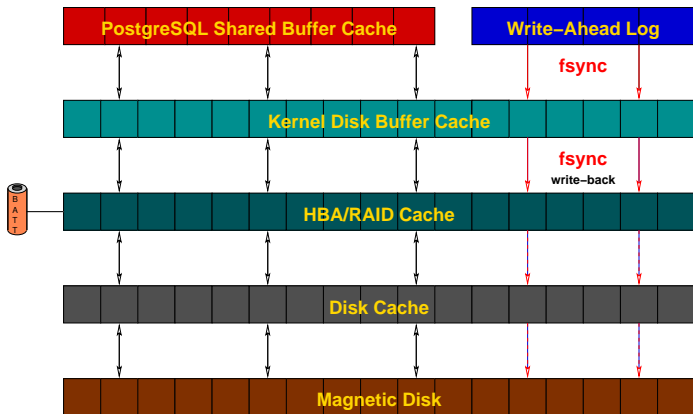 PostgreSQL Shared Buffer Cache
Write−Ahead Log
fsync
Kernel Disk Buffer Cache
fsync
write−back
BATT
HBA/RAID Cache
Disk Cache
Magnetic Disk